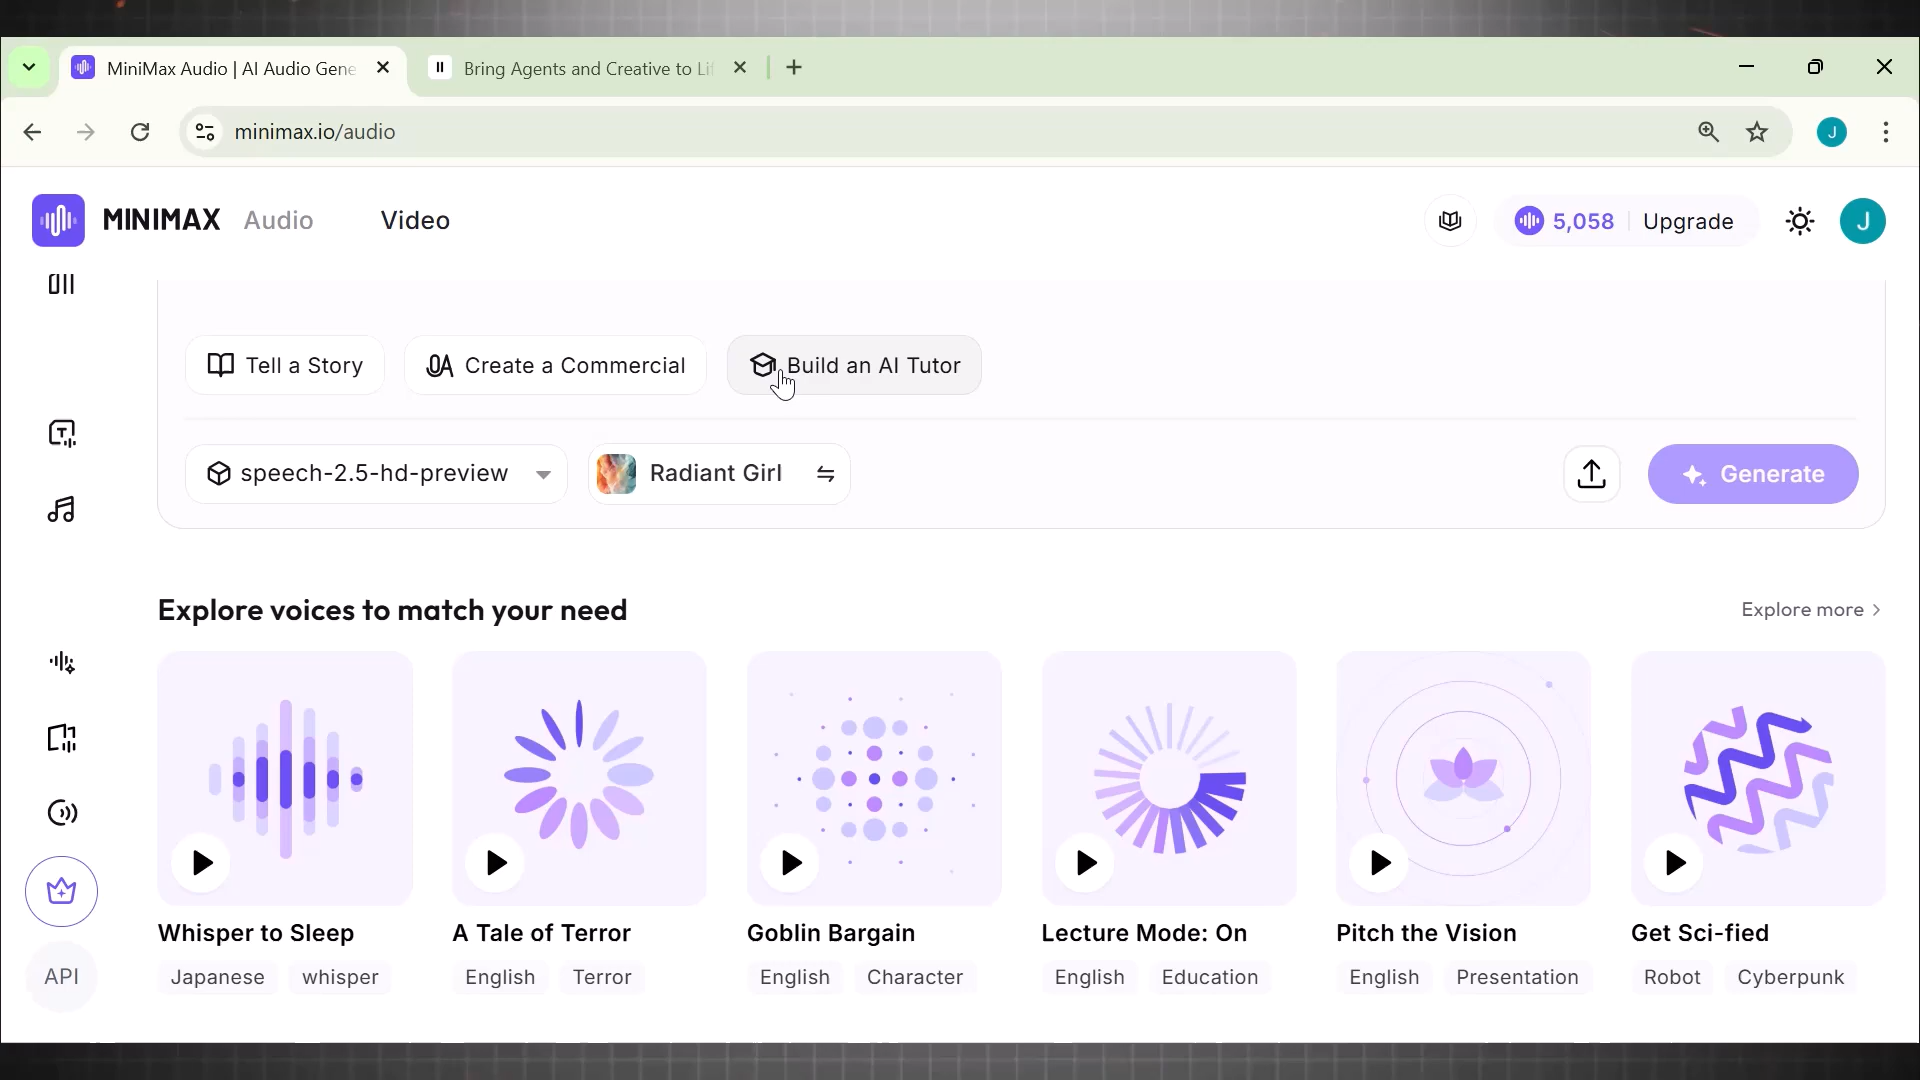 MiniMax Audio | AI Audio Gene
Bring Agents and Creative to Lif
minimax.io/audio
J
MINIMAX Audio Video
5,058 Upgrade
J
Tell a Story
Create a Commercial
Build an AI Tutor
speech-2.5-hd-preview
Radiant Girl
Generate
Explore voices to match your need
Explore more
Whisper to Sleep
A Tale of Terror
Goblin Bargain
Lecture Mode: On
Pitch the Vision
Get Sci-fied
Japanese whisper
English Terror
English Character
English Education
English Presentation
Robot Cyberpunk
API